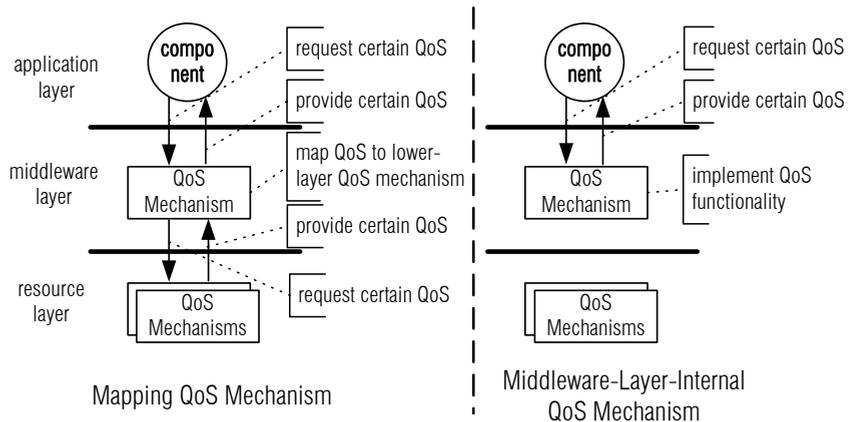 application
layer
compo
nent
request certain QoS
provide certain QoS
middleware
layer
QoS
Mechanism
map QoS to lower-
layer QoS mechanism
provide certain QoS
resource
layer
QoS
Mechanisms
request certain QoS
Mapping QoS Mechanism
compo
nent
request certain QoS
provide certain QoS
QoS
Mechanism
implement QoS
functionality
QoS
Mechanisms
Middleware-Layer-Internal
QoS Mechanism